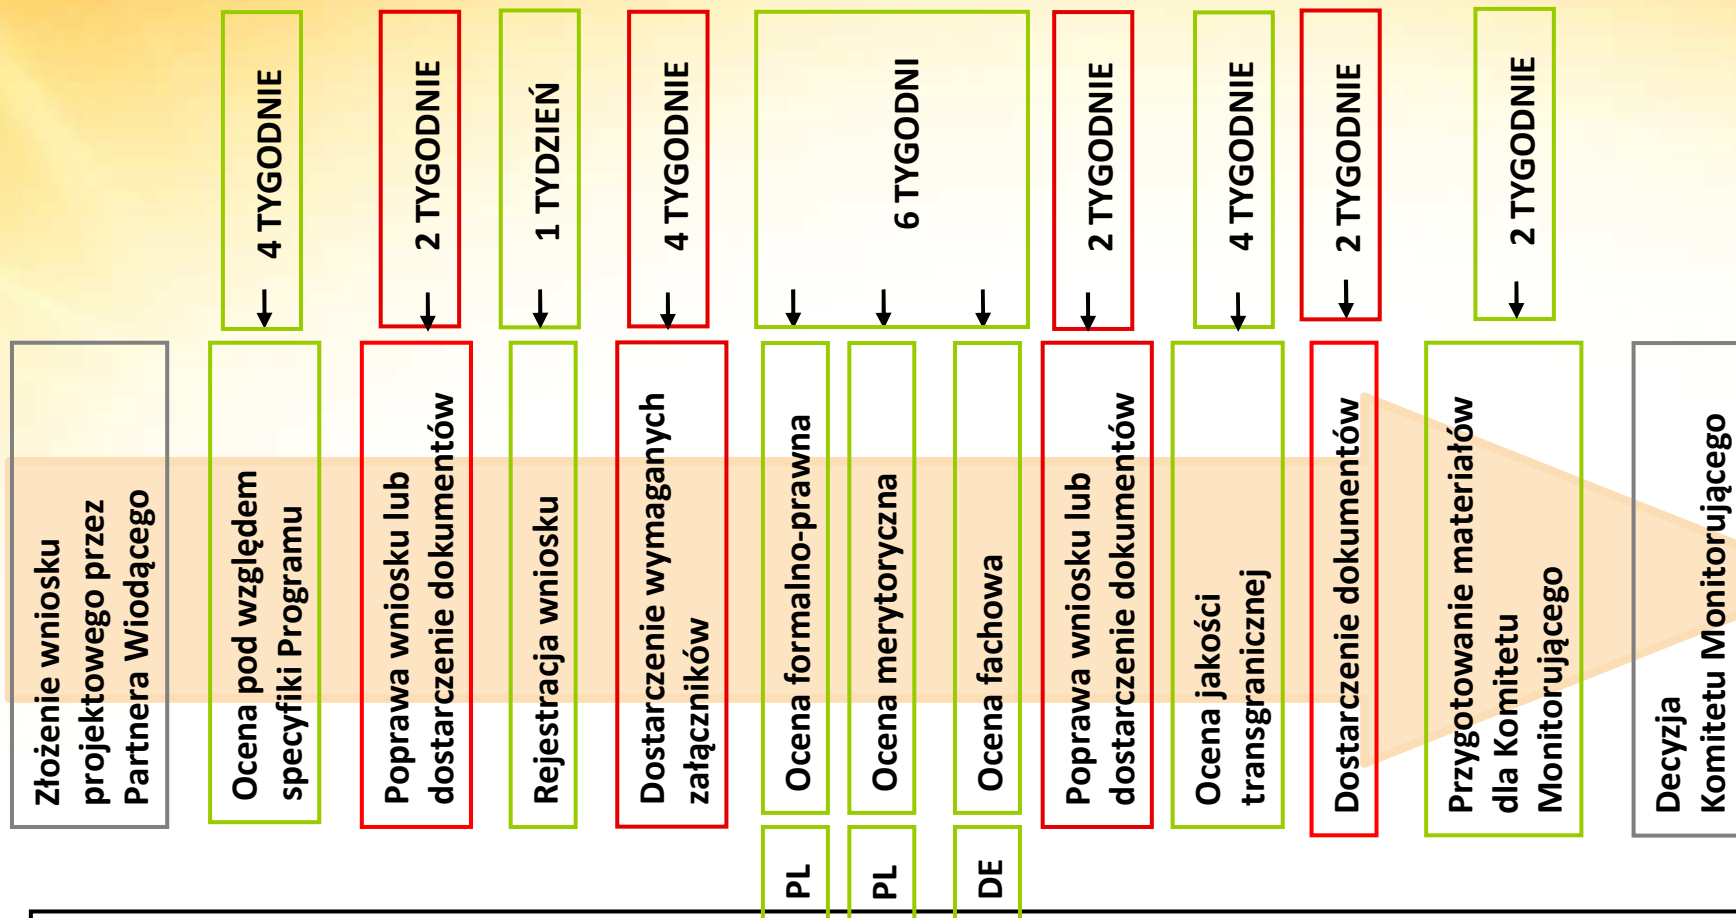 Złożenie wniosku
projektowego przez
Partnera Wiodącego
4 TYGODNIE
Ocena pod względem
specyfiki Programu
2 TYGODNIE
Poprawa wniosku lub
dostarczenie dokumentów
1 TYDZIEŃ
Rejestracja wniosku
4 TYGODNIE
Dostarczenie wymaganych
załączników
6 TYGODNI
PL
Ocena formalno-prawna
PL
Ocena merytoryczna
DE
Ocena fachowa
2 TYGODNIE
Poprawa wniosku lub
dostarczenie dokumentów
4 TYGODNIE
Ocena jakości
transgranicznej
2 TYGODNIE
Dostarczenie dokumentów
2 TYGODNIE
Przygotowanie materiałów
dla Komitetu
Monitorującego
Decyzja
Komitetu Monitorującego